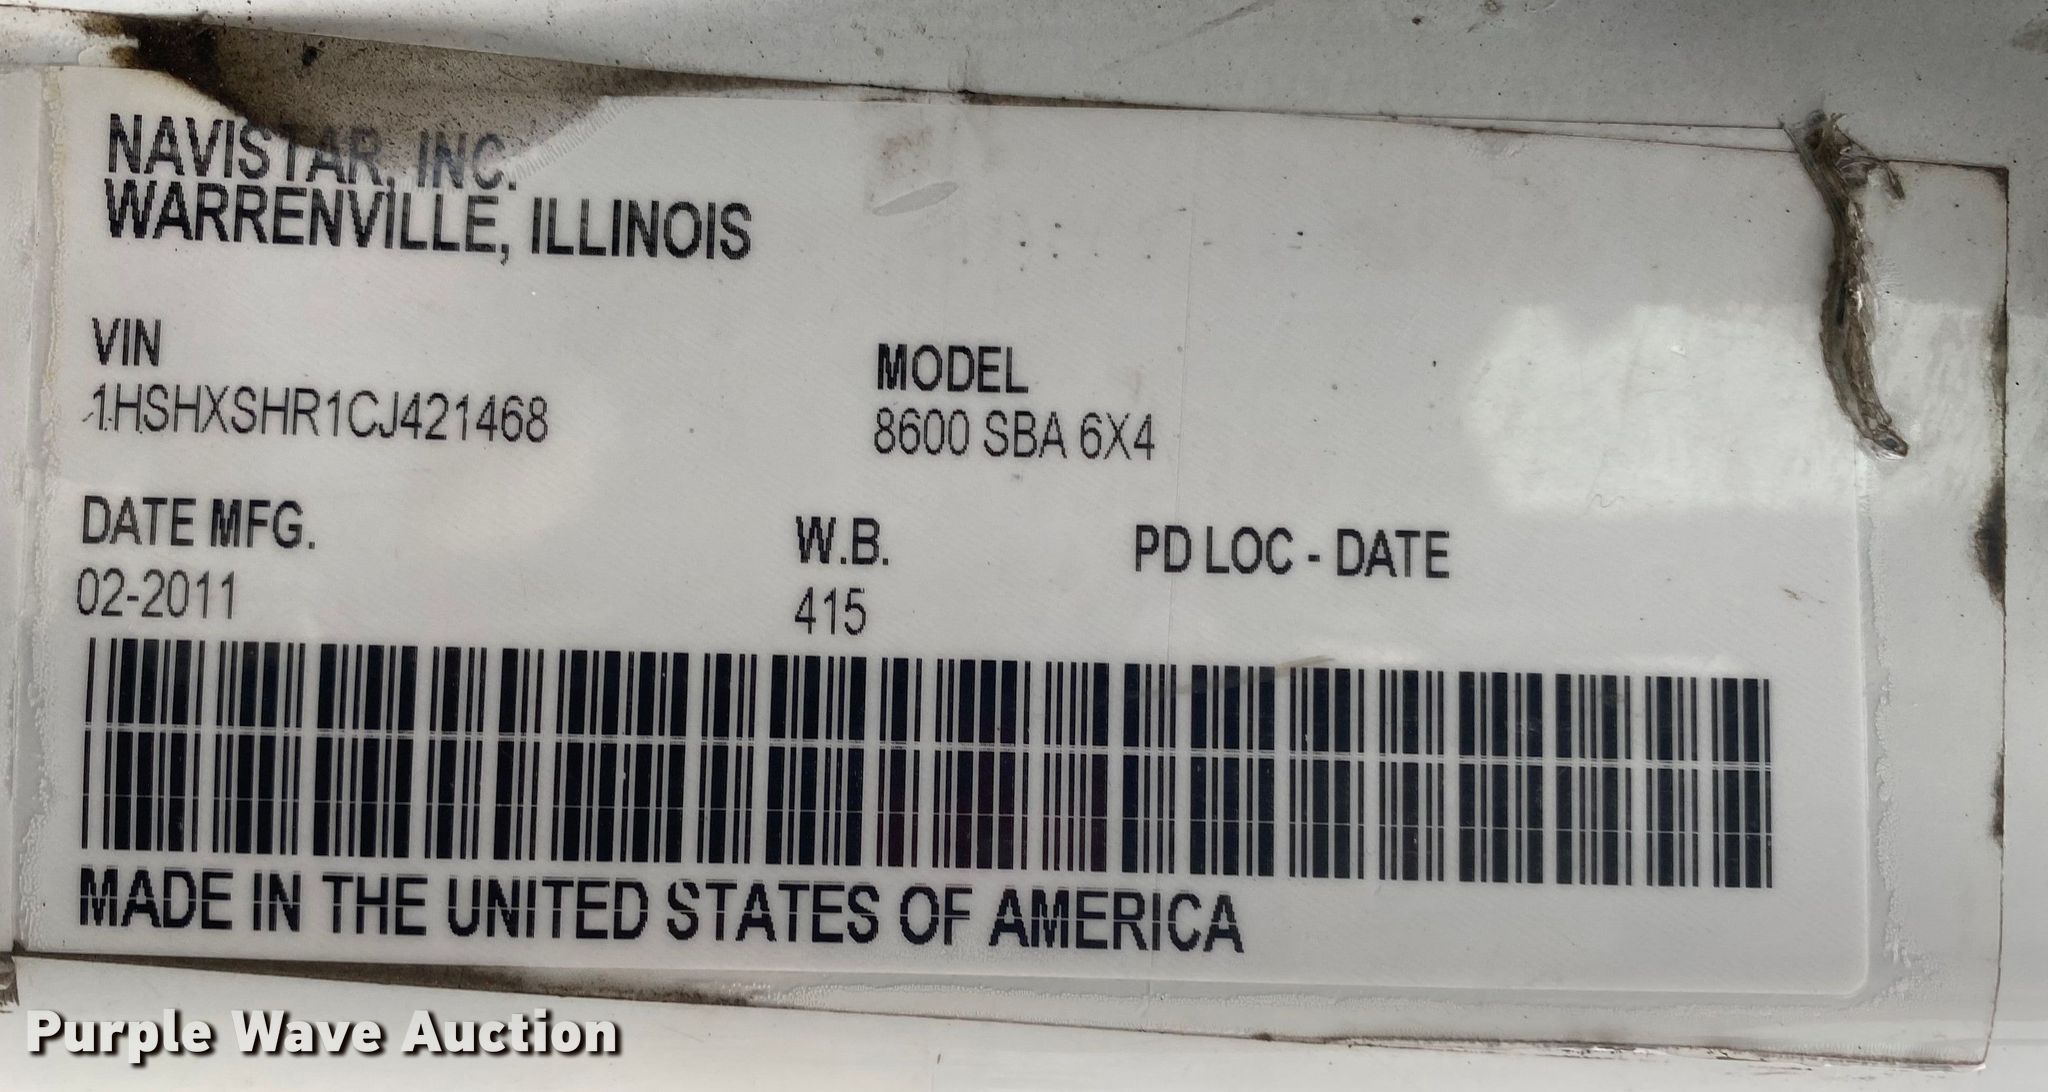 NAVISTAR, INC.
WARRENVILLE, ILLINOIS
VIN
1HSHXSHR1CJ421468
MODEL
8600 SBA 6X4
DATE MFG.
02-2011
W.B.
415
PD LOC - DATE
MADE IN THE UNITED STATES OF AMERICA
Purple Wave Auction